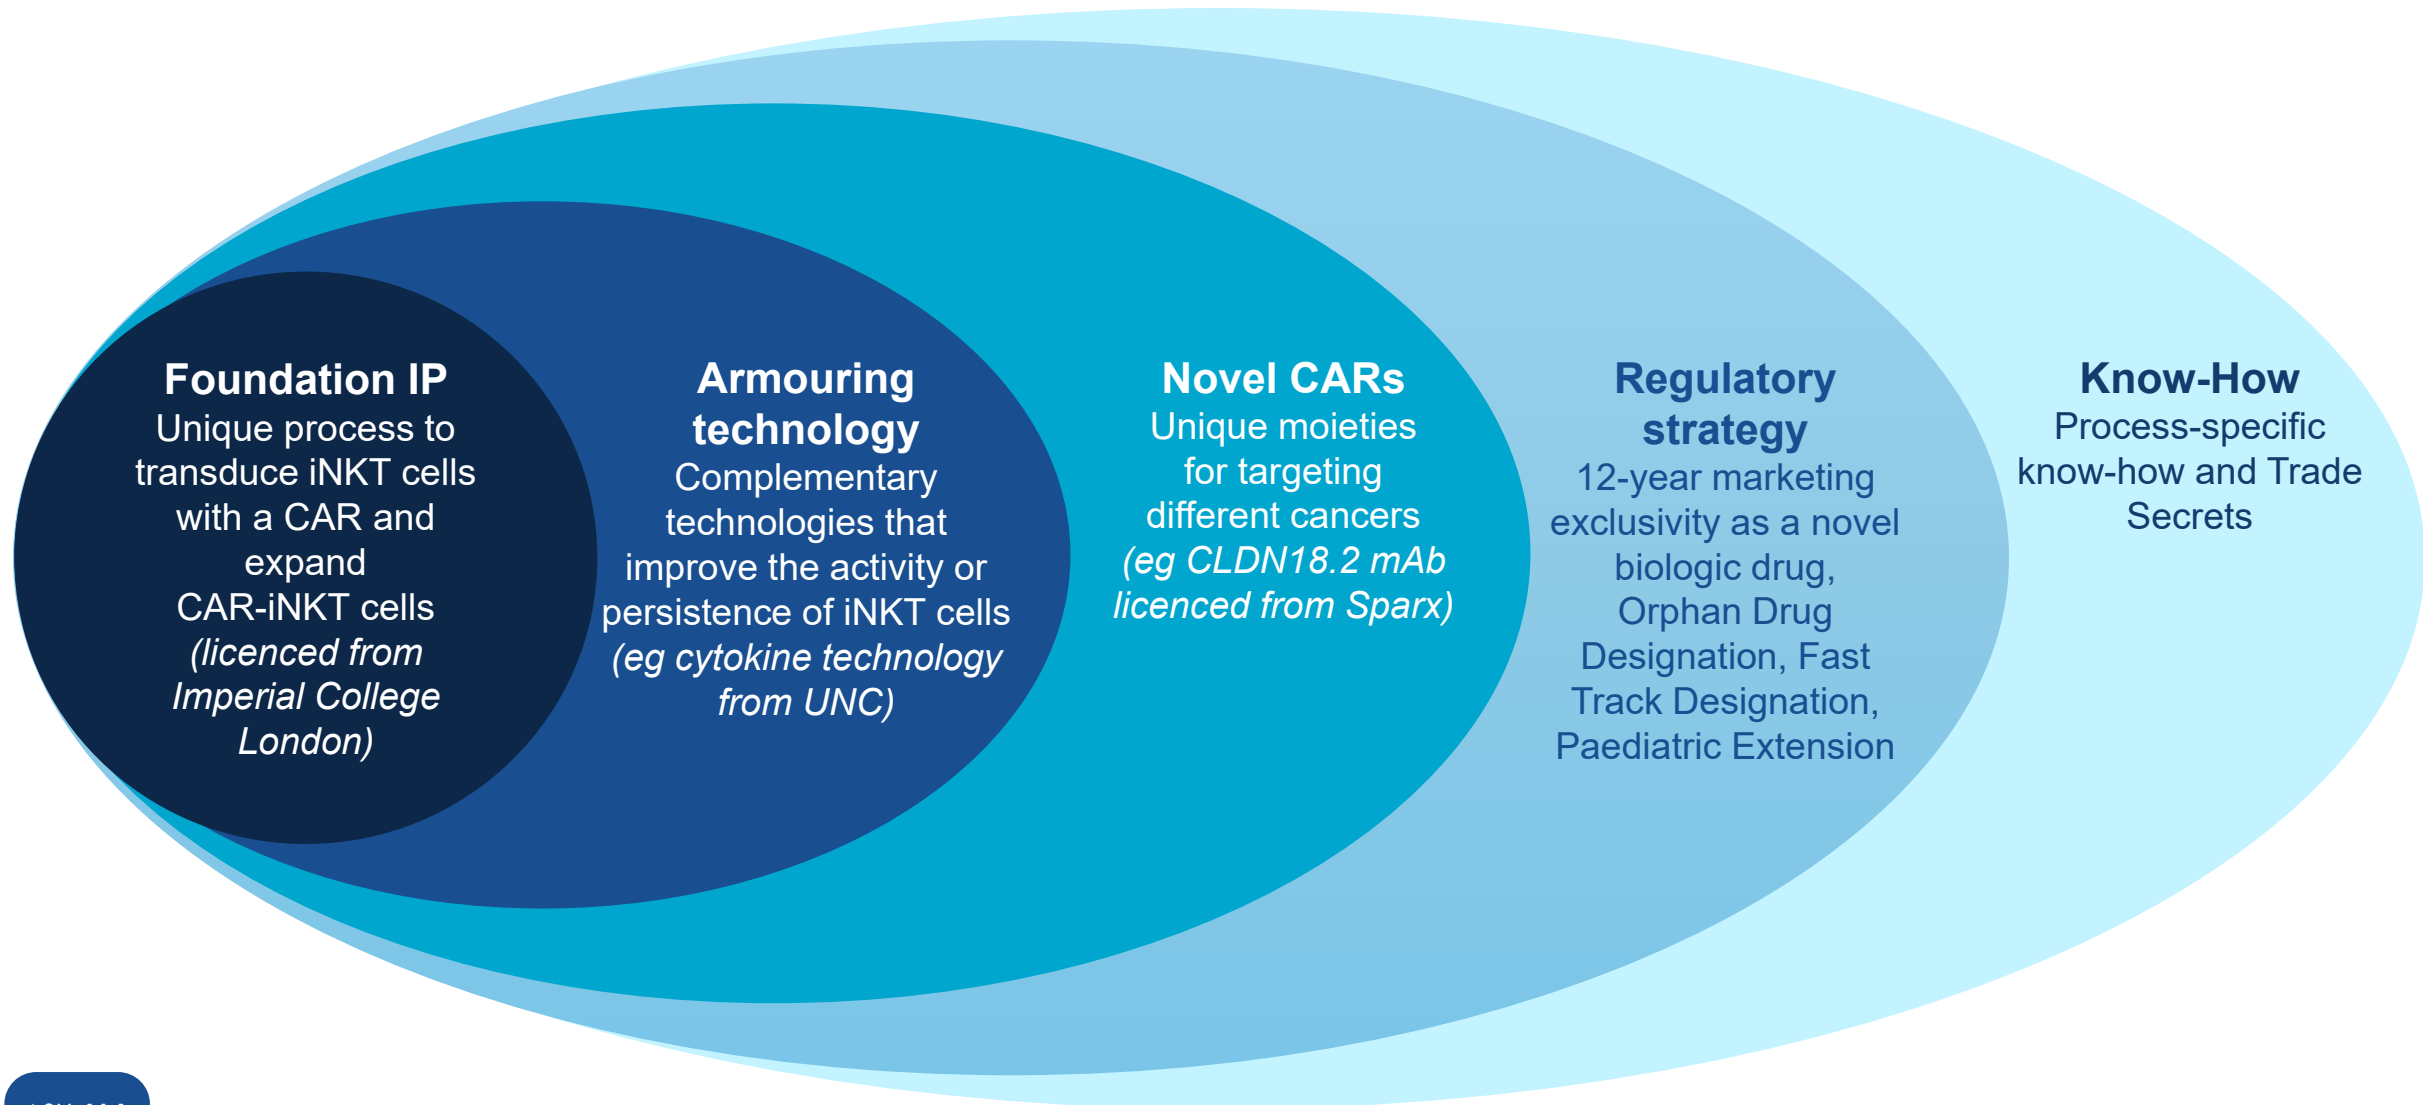 Foundation IP
Unique process to
transduce iNKT cells
with a CAR and
expand
CAR-iNKT cells
(licenced from
Imperial College
London)
Armouring
technology
Complementary
technologies that
improve the activity or
persistence of iNKT cells
(eg cytokine technology
from UNC)
Novel CARs
Unique moieties
for targeting
different cancers
(eg CLDN18.2 mAb
licenced from Sparx)
Regulatory
strategy
12-year marketing
exclusivity as a novel
biologic drug,
Orphan Drug
Designation, Fast
Track Designation,
Paediatric Extension
Know-How
Process-specific
know-how and Trade
Secrets